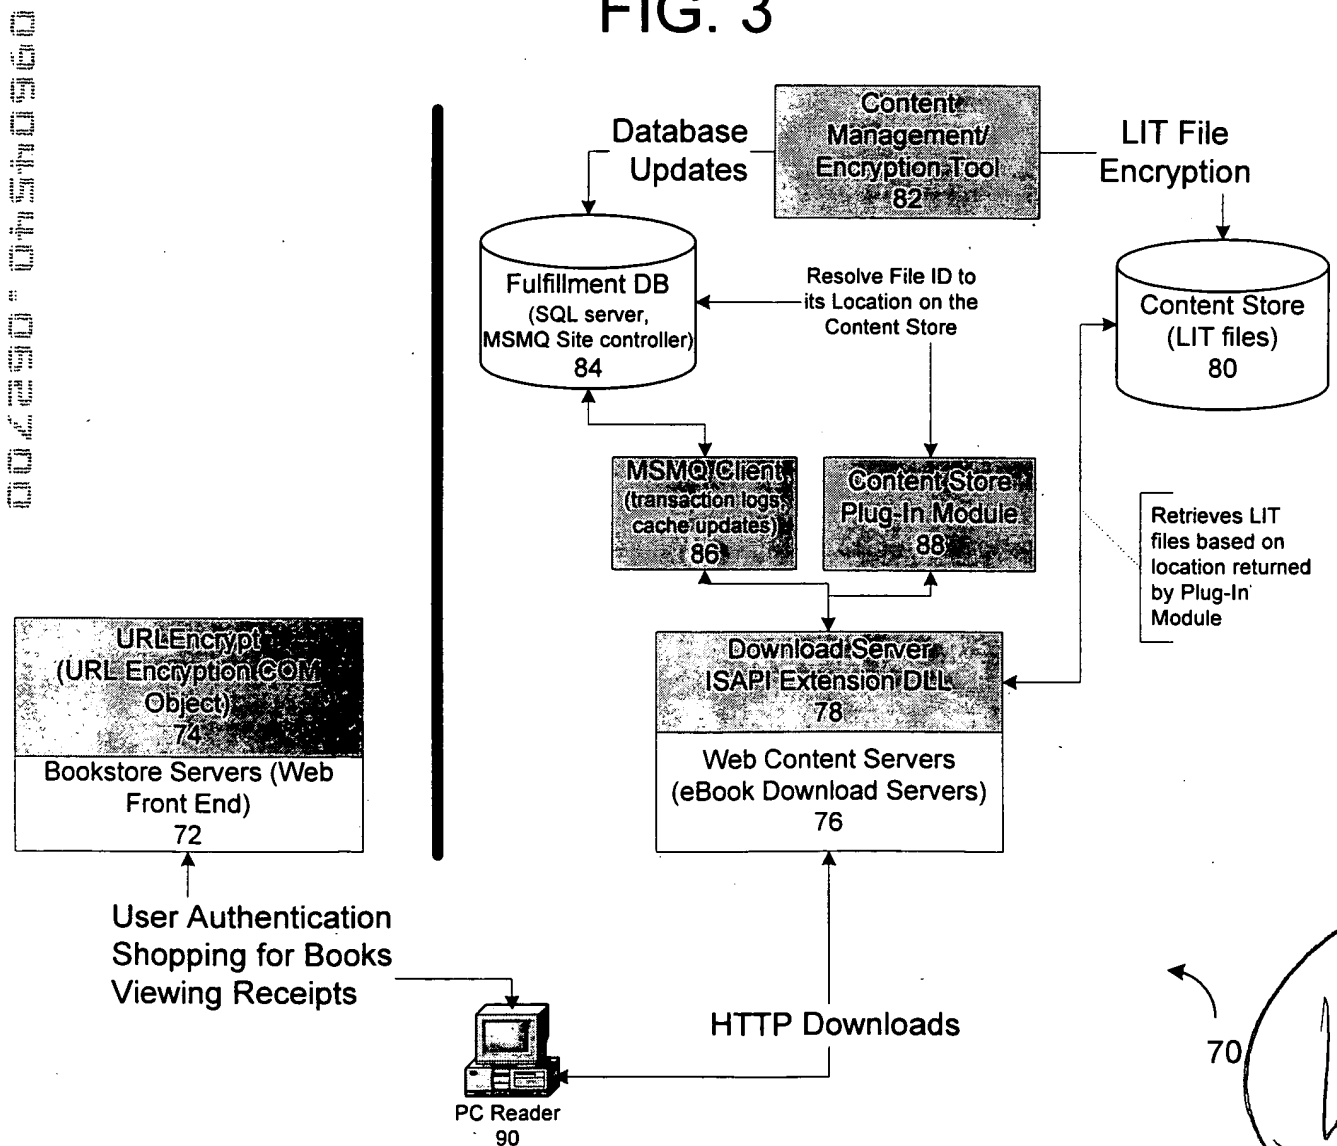 FIG. 3
09604540.052700
Content
Management/
Encryption Tool
82
Database
Updates
LIT File
Encryption
Fulfillment DB
(SQL server,
MSMQ Site controller)
84
Resolve File ID to
its Location on the
Content Store
Content Store
(LIT files)
80
MSMQ Client
(transaction logs,
cache updates)
86
Content Store
Plug-In Module
88
Retrieves LIT
files based on
location returned
by Plug-In
Module
URLEncrypt
(URL Encryption COM
Object)
74
Bookstore Servers (Web
Front End)
72
Download Server
ISAPI Extension DLL
78
Web Content Servers
(eBook Download Servers)
76
User Authentication
Shopping for Books
Viewing Receipts
HTTP Downloads
70
PC Reader
90